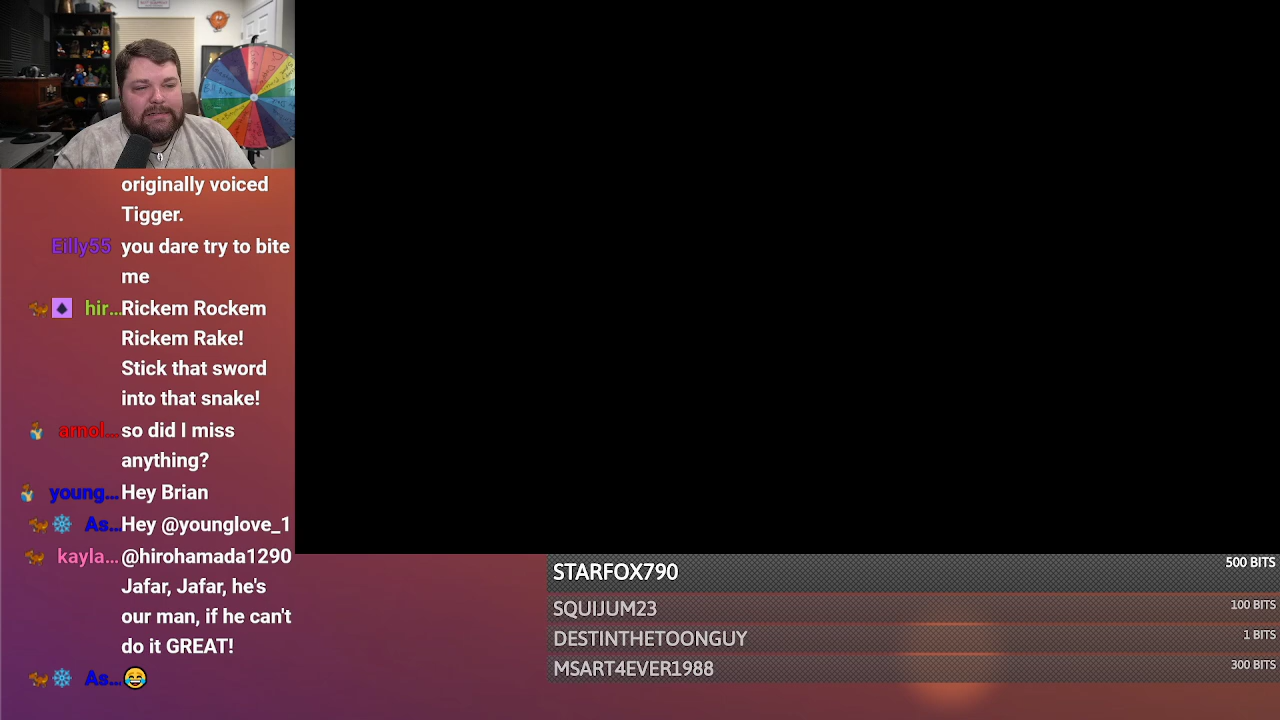 originally voiced
Tigger.
Eilly55 you dare try to bite
me
hir... Rickem Rockem
Rickem Rake!
Stick that sword
into that snake!
arnol... so did I miss
anything?
young... Hey Brian
As... Hey @younglove_1
kayla... @hirohamada1290
Jafar, Jafar, he's
our man, if he can't
do it GREAT!
As... 😂
STARFOX790 500 BITS
SQUIJUM23 100 BITS
DESTINTHETOONGUY 1 BITS
MSART4EVER1988 300 BITS